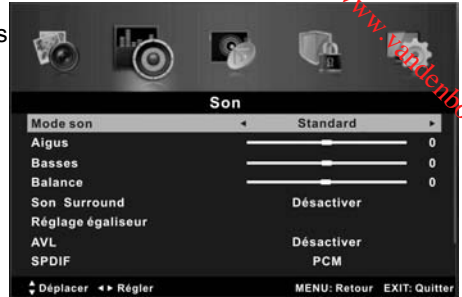 s
www.vandenbo
Son
Mode son Standard
Aigus 0
Basses 0
Balance 0
Son Surround Désactiver
Réglage égaliseur
AVL Désactiver
SPDIF PCM
Déplacer Régler MENU: Retour EXIT: Quitter